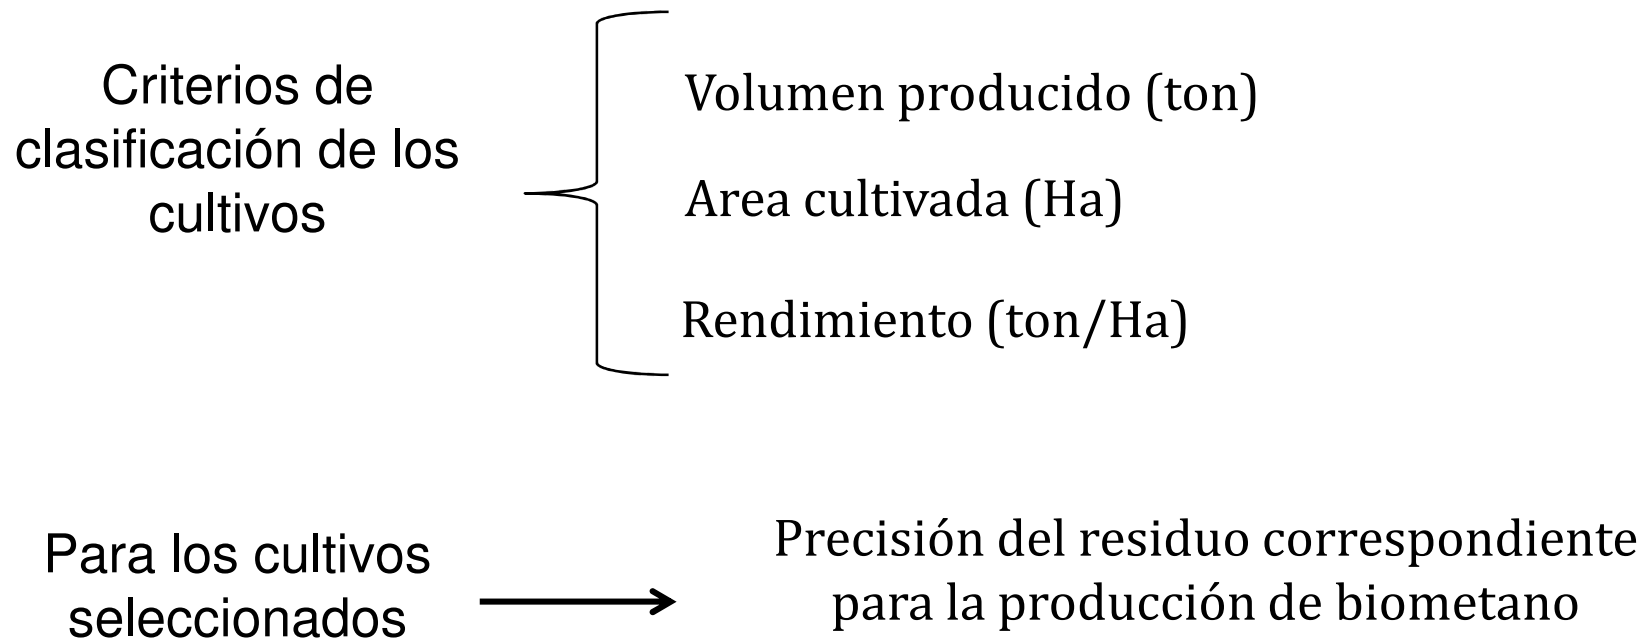 Criterios de
clasificación de los
cultivos
Volumen producido (ton)
Area cultivada (Ha)
Rendimiento (ton/Ha)
Para los cultivos
seleccionados
Precisión del residuo correspondiente
para la producción de biometano